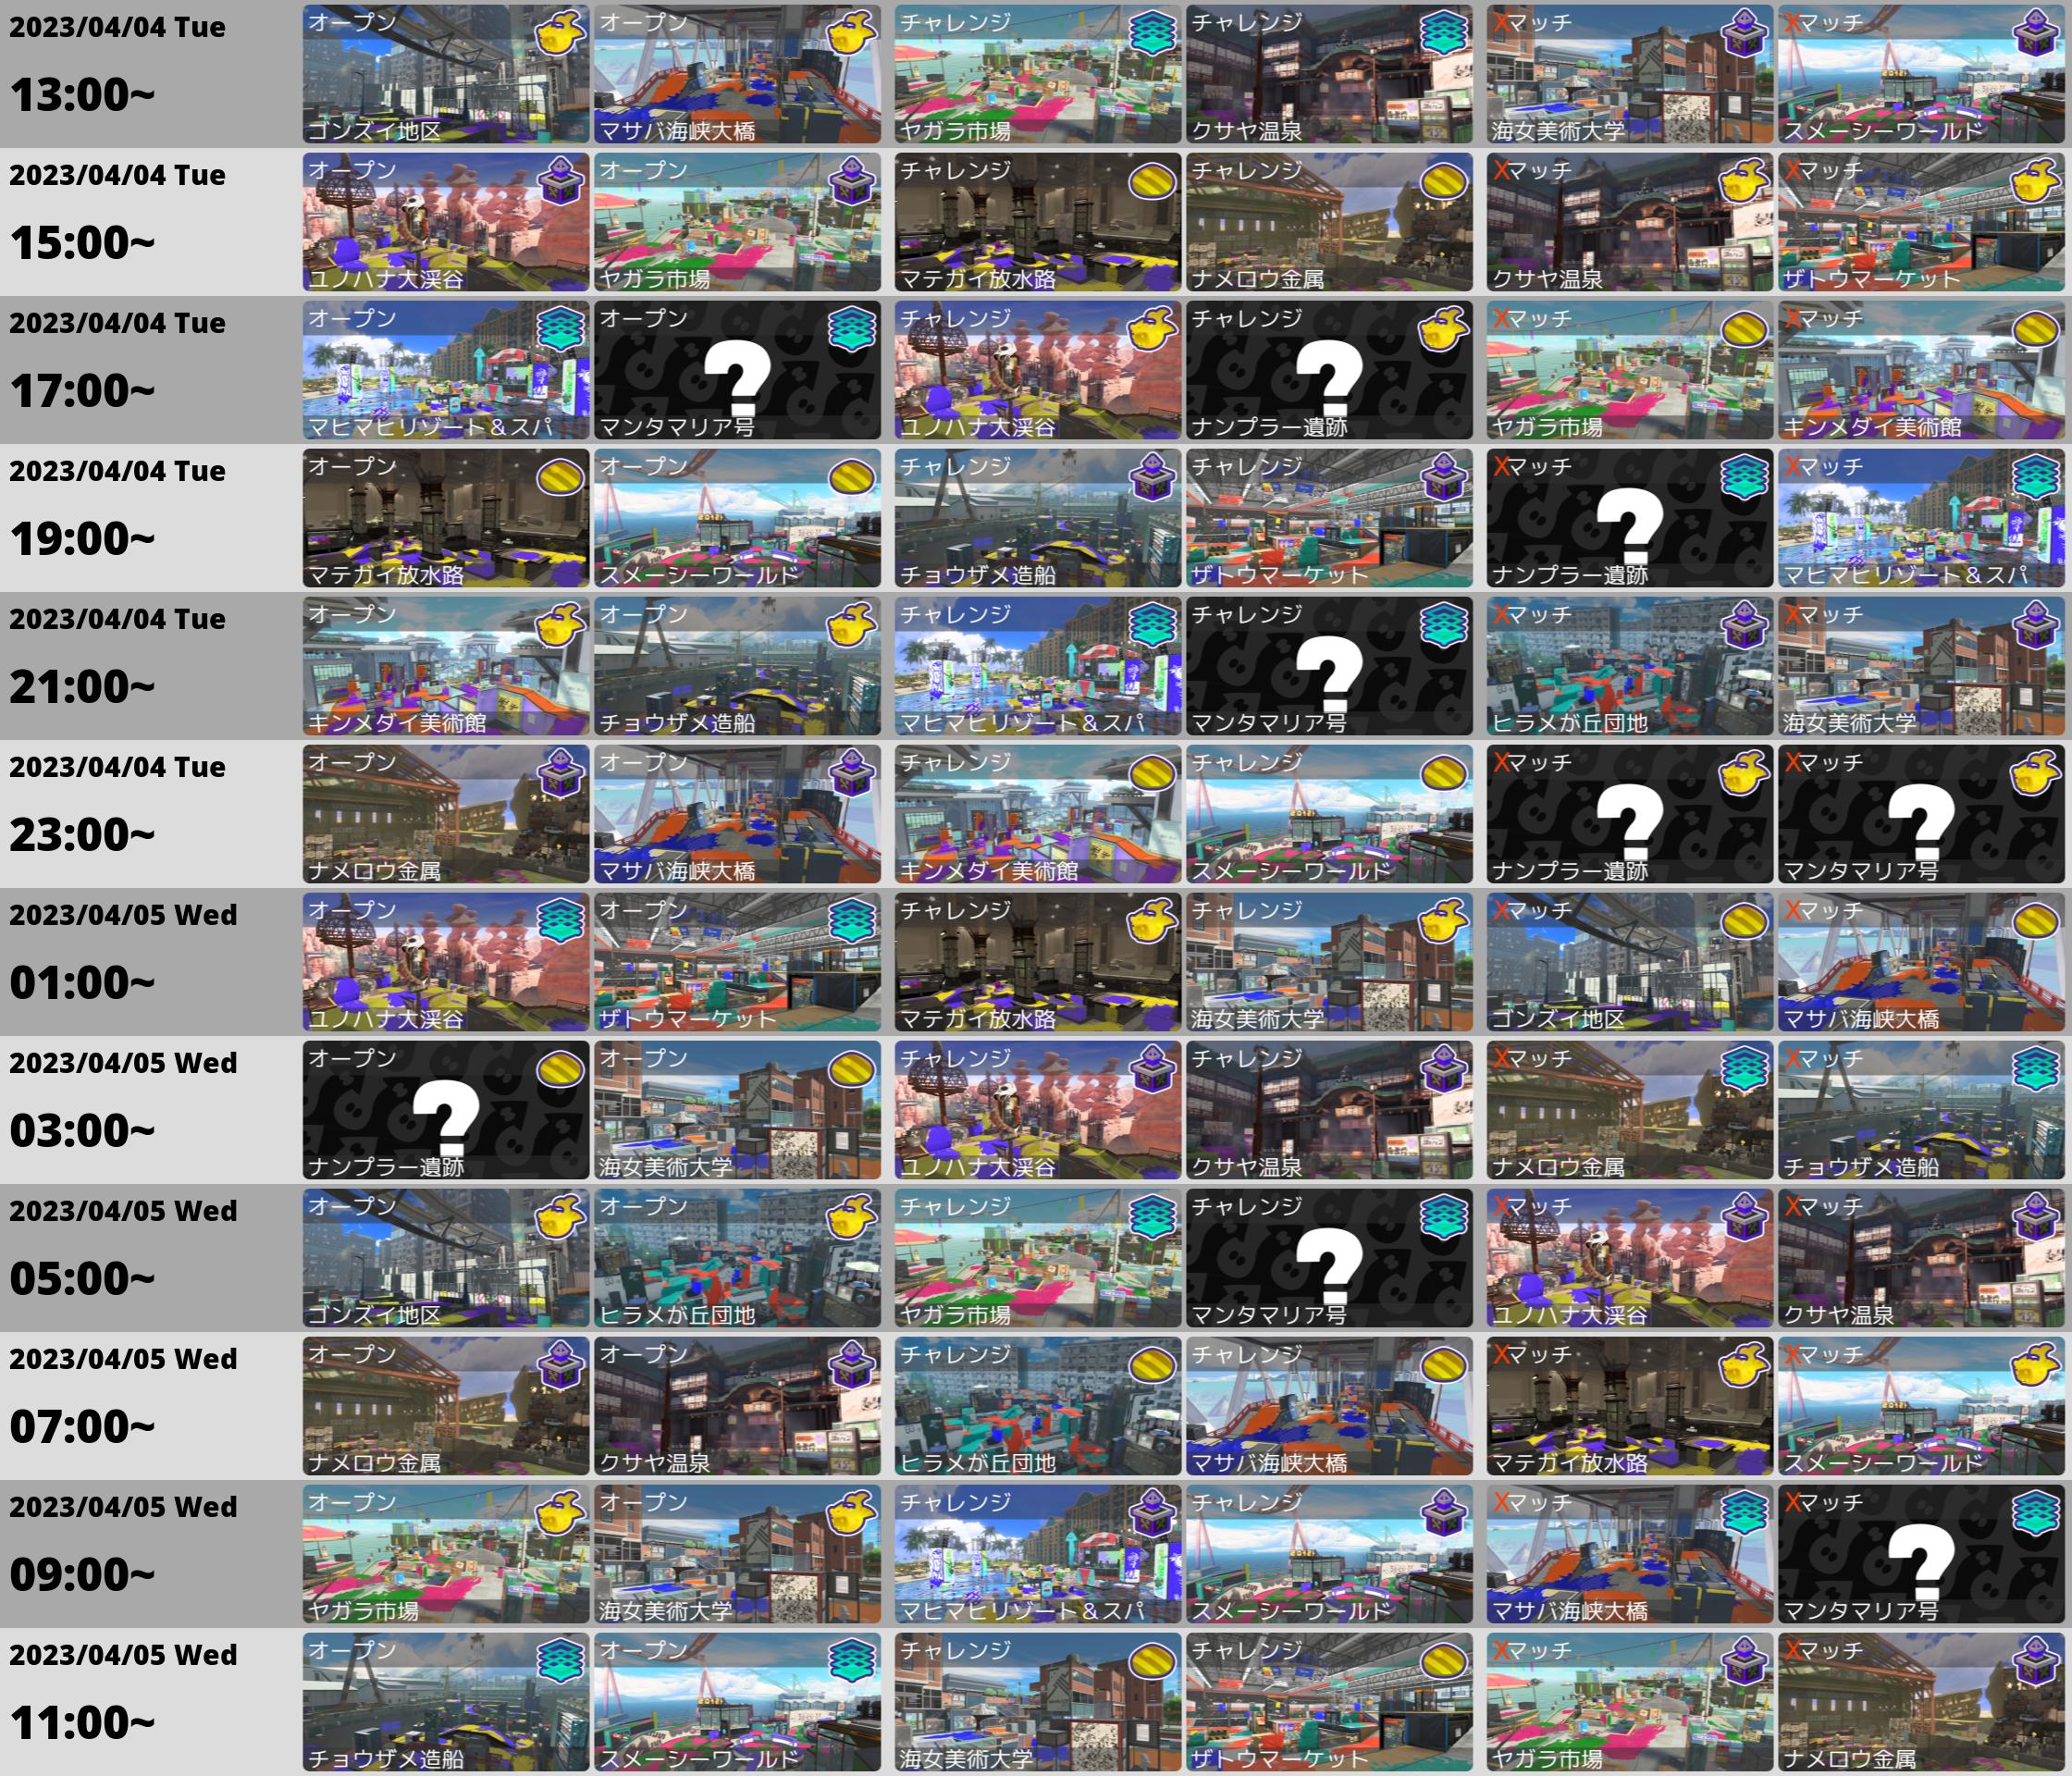 2023/04/04 Tue
13:00~
オープン オープン チャレンジ チャレンジ Xマッチ Xマッチ
ゴンズイ地区 マサバ海峡大橋 ヤガラ市場 クサヤ温泉 海女美術大学 スメーシーワールド
2023/04/04 Tue
15:00~
オープン オープン チャレンジ チャレンジ Xマッチ Xマッチ
ユノハナ大渓谷 ヤガラ市場 マテガイ放水路 ナメロウ金属 クサヤ温泉 ザトウマーケット
2023/04/04 Tue
17:00~
オープン オープン チャレンジ チャレンジ Xマッチ Xマッチ
?
?
マヒマヒリゾート&スパ マンタマリア号 ユノハナ大渓谷 ナンプラー遺跡 ヤガラ市場 キンメダイ美術館
2023/04/04 Tue
19:00~
オープン オープン チャレンジ チャレンジ Xマッチ Xマッチ
?
マテガイ放水路 スメーシーワールド チョウザメ造船 ザトウマーケット ナンプラー遺跡 マヒマヒリゾート&スパ
2023/04/04 Tue
21:00~
オープン オープン チャレンジ チャレンジ Xマッチ Xマッチ
?
キンメダイ美術館 チョウザメ造船 マヒマヒリゾート&スパ マンタマリア号 ヒラメが丘団地 海女美術大学
2023/04/04 Tue
23:00~
オープン オープン チャレンジ チャレンジ Xマッチ Xマッチ
?
?
ナメロウ金属 マサバ海峡大橋 キンメダイ美術館 スメーシーワールド ナンプラー遺跡 マンタマリア号
2023/04/05 Wed
01:00~
オープン オープン チャレンジ チャレンジ Xマッチ Xマッチ
ユノハナ大渓谷 ザトウマーケット マテガイ放水路 海女美術大学 ゴンズイ地区 マサバ海峡大橋
2023/04/05 Wed
03:00~
オープン オープン チャレンジ チャレンジ Xマッチ Xマッチ
?
ナンプラー遺跡 海女美術大学 ユノハナ大渓谷 クサヤ温泉 ナメロウ金属 チョウザメ造船
2023/04/05 Wed
05:00~
オープン オープン チャレンジ チャレンジ Xマッチ Xマッチ
?
ゴンズイ地区 ヒラメが丘団地 ヤガラ市場 マンタマリア号 ユノハナ大渓谷 クサヤ温泉
2023/04/05 Wed
07:00~
オープン オープン チャレンジ チャレンジ Xマッチ Xマッチ
ナメロウ金属 クサヤ温泉 ヒラメが丘団地 マサバ海峡大橋 マテガイ放水路 スメーシーワールド
2023/04/05 Wed
09:00~
オープン オープン チャレンジ チャレンジ Xマッチ Xマッチ
?
ヤガラ市場 海女美術大学 マヒマヒリゾート&スパ スメーシーワールド マサバ海峡大橋 マンタマリア号
2023/04/05 Wed
11:00~
オープン オープン チャレンジ チャレンジ Xマッチ Xマッチ
チョウザメ造船 スメーシーワールド 海女美術大学 ザトウマーケット ヤガラ市場 ナメロウ金属